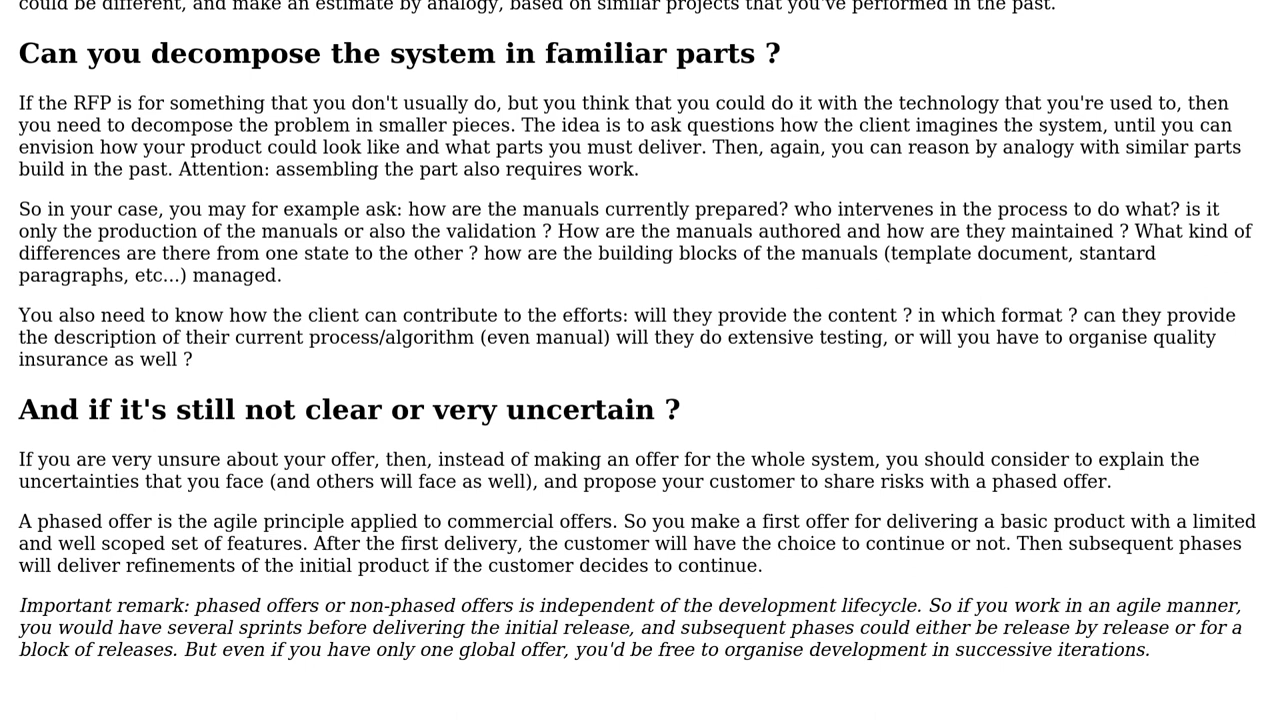 could be different, and make an estimate by analogy, based on similar projects that you've performed in the past.
Can you decompose the system in familiar parts ?
If the RFP is for something that you don't usually do, but you think that you could do it with the technology that you're used to, then
you need to decompose the problem in smaller pieces. The idea is to ask questions how the client imagines the system, until you can
envision how your product could look like and what parts you must deliver. Then, again, you can reason by analogy with similar parts
build in the past. Attention: assembling the part also requires work.
So in your case, you may for example ask: how are the manuals currently prepared? who intervenes in the process to do what? is it
only the production of the manuals or also the validation ? How are the manuals authored and how are they maintained ? What kind of
differences are there from one state to the other ? how are the building blocks of the manuals (template document, stantard
paragraphs, etc...) managed.
You also need to know how the client can contribute to the efforts: will they provide the content ? in which format ? can they provide
the description of their current process/algorithm (even manual) will they do extensive testing, or will you have to organise quality
insurance as well ?
And if it's still not clear or very uncertain ?
If you are very unsure about your offer, then, instead of making an offer for the whole system, you should consider to explain the
uncertainties that you face (and others will face as well), and propose your customer to share risks with a phased offer.
A phased offer is the agile principle applied to commercial offers. So you make a first offer for delivering a basic product with a limited
and well scoped set of features. After the first delivery, the customer will have the choice to continue or not. Then subsequent phases
will deliver refinements of the initial product if the customer decides to continue.
Important remark: phased offers or non-phased offers is independent of the development lifecycle. So if you work in an agile manner,
you would have several sprints before delivering the initial release, and subsequent phases could either be release by release or for a
block of releases. But even if you have only one global offer, you'd be free to organise development in successive iterations.